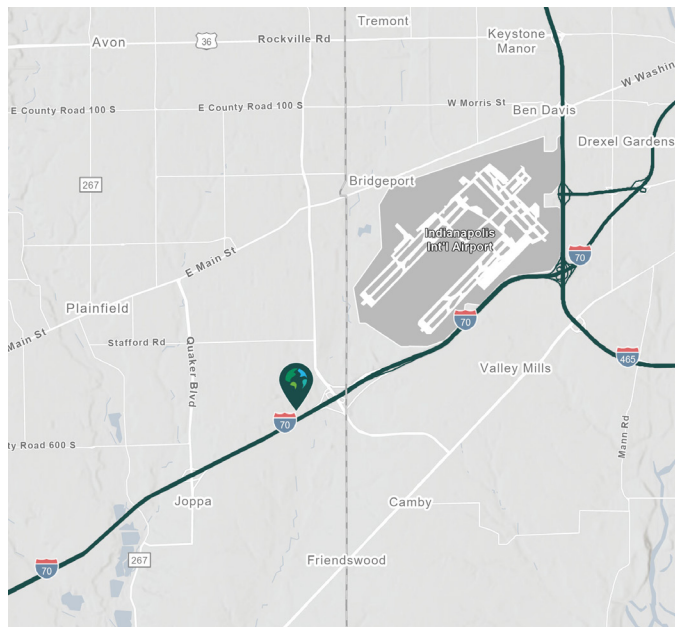 Tremont
Avon
36
Rockville Rd
Keystone
Manor
W Washin
E County Road 100 S
E County Road 100 S
W Morris St
Ben Davis
Drexel Gardens
267
Bridgeport
Indianapolis
Int'l Airport
E Main St
70
Plainfield
Main St
Stafford Rd
Quaker Blvd
70
465
Valley Mills
70
Mann Rd
ty Road 600 S
Joppa
Camby
267
Friendswood
70